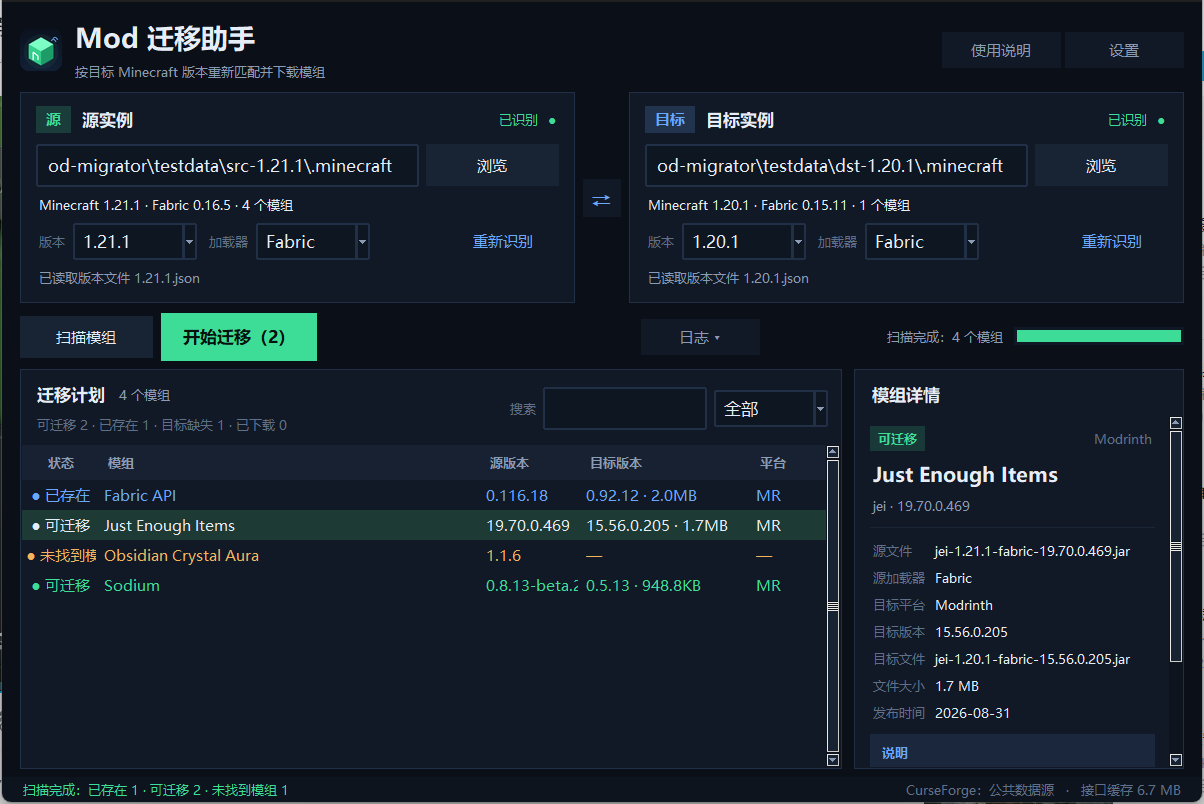 Mod 迁移助手
按目标 Minecraft 版本重新匹配并下载模组
使用说明
设置
源 源实例
已识别 ●
od-migrator\testdata\src-1.21.1\.minecraft
浏览
Minecraft 1.21.1 · Fabric 0.16.5 · 4 个模组
版本 1.21.1 加载器 Fabric 重新识别
已读取版本文件 1.21.1.json
目标 目标实例
已识别 ●
od-migrator\testdata\dst-1.20.1\.minecraft
浏览
Minecraft 1.20.1 · Fabric 0.15.11 · 1 个模组
版本 1.20.1 加载器 Fabric 重新识别
已读取版本文件 1.20.1.json
扫描模组
开始迁移（2）
日志 ▾
扫描完成：4 个模组
迁移计划 4 个模组
可迁移 2 · 已存在 1 · 目标缺失 1 · 已下载 0
搜索
全部
状态 模组 源版本 目标版本 平台
● 已存在 Fabric API 0.116.18 0.92.12 · 2.0MB MR
● 可迁移 Just Enough Items 19.70.0.469 15.56.0.205 · 1.7MB MR
● 未找到模 Obsidian Crystal Aura 1.1.6 — —
● 可迁移 Sodium 0.8.13-beta.2 0.5.13 · 948.8KB MR
模组详情
可迁移
Modrinth
Just Enough Items
jei · 19.70.0.469
源文件 jei-1.21.1-fabric-19.70.0.469.jar
源加载器 Fabric
目标平台 Modrinth
目标版本 15.56.0.205
目标文件 jei-1.20.1-fabric-15.56.0.205.jar
文件大小 1.7 MB
发布时间 2026-08-31
说明
扫描完成：已存在 1 · 可迁移 2 · 未找到模组 1
CurseForge：公共数据源 · 接口缓存 6.7 MB